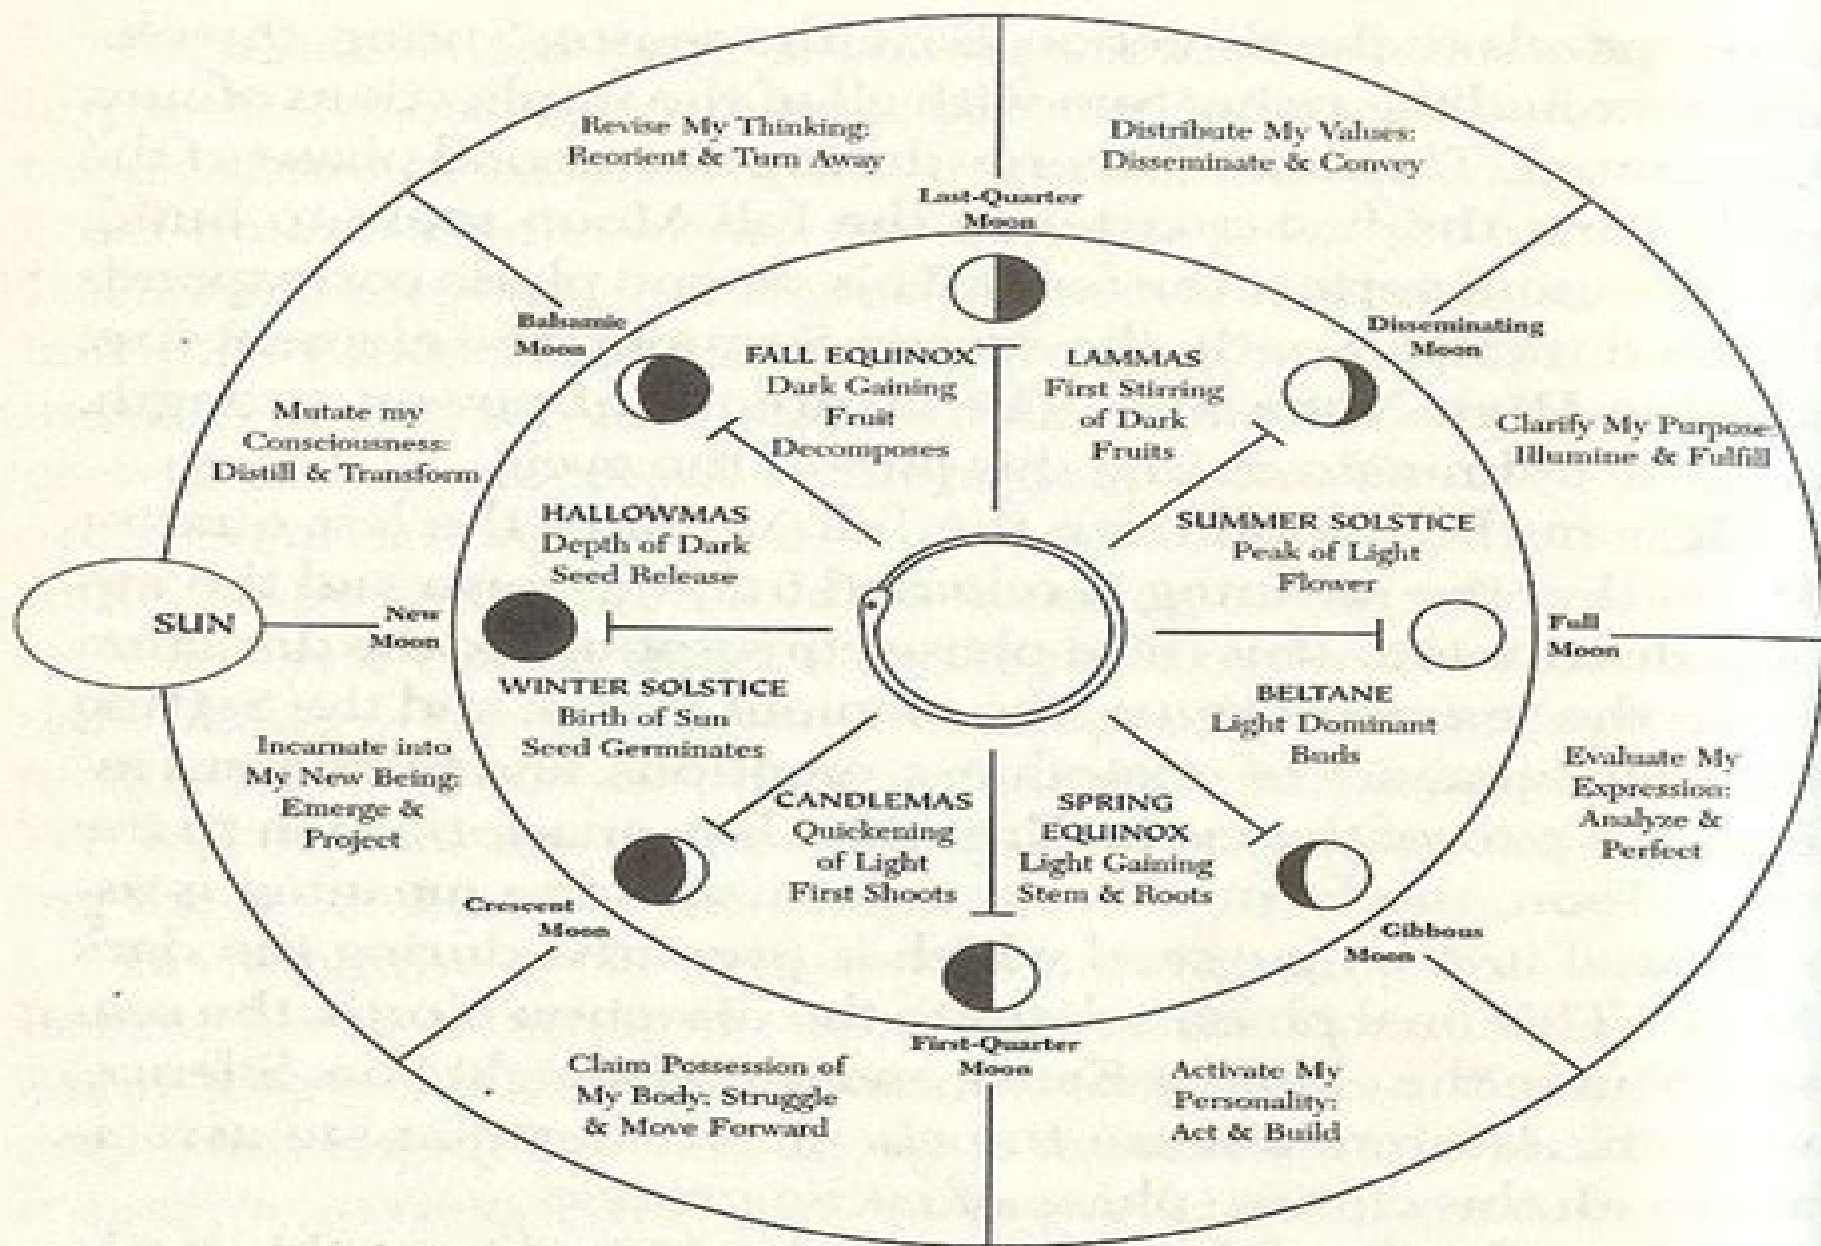 Revise My Thinking:
Reorient & Turn Away
Distribute My Values:
Disseminate & Convey
Last-Quarter
Moon
Balsamic
Moon
Disseminating
Moon
FALL EQUINOX
Dark Gaining
Fruit
Decomposes
LAMMAS
First Stirring
of Dark
Fruits
Mutate my
Consciousness:
Distill & Transform
Clarify My Purpose:
Illumine & Fulfill
HALLOWMAS
Depth of Dark
Seed Release
SUMMER SOLSTICE
Peak of Light
Flower
SUN
New
Moon
Full
Moon
WINTER SOLSTICE
Birth of Sun
Seed Germinates
BELTANE
Light Dominant
Buds
Incarnate into
My New Being:
Emerge &
Project
Evaluate My
Expression:
Analyze &
Perfect
CANDLEMAS
Quickening
of Light
First Shoots
SPRING
EQUINOX
Light Gaining
Stem & Roots
Crescent
Moon
Gibbous
Moon
First-Quarter
Moon
Claim Possession of
My Body: Struggle
& Move Forward
Activate My
Personality:
Act & Build